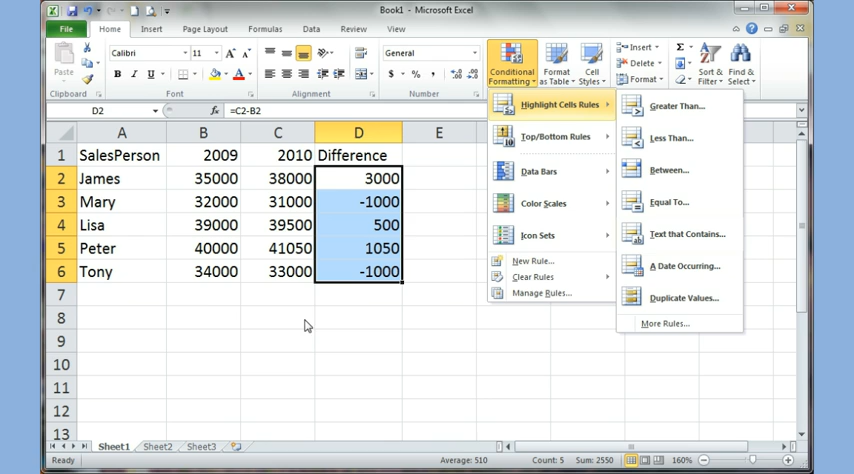 Book1 - Microsoft Excel
File Home Insert Page Layout Formulas Data Review View
Paste
Clipboard
Calibri 11
B I U
Font
Alignment
General
$ % ,
Number
Conditional Formatting
Format as Table
Cell Styles
Insert
Delete
Format
Sort & Filter
Find & Select
D2 fx =C2-B2
A B C D E
1 SalesPerson 2009 2010 Difference
2 James 35000 38000 3000
3 Mary 32000 31000 -1000
4 Lisa 39000 39500 500
5 Peter 40000 41050 1050
6 Tony 34000 33000 -1000
7
8
9
10
11
12
13
Highlight Cells Rules
Top/Bottom Rules
Data Bars
Color Scales
Icon Sets
New Rule...
Clear Rules
Manage Rules...
Greater Than...
Less Than...
Between...
Equal To...
Text that Contains...
A Date Occurring...
Duplicate Values...
More Rules...
Sheet1 Sheet2 Sheet3
Ready Average: 510 Count: 5 Sum: 2550 160%